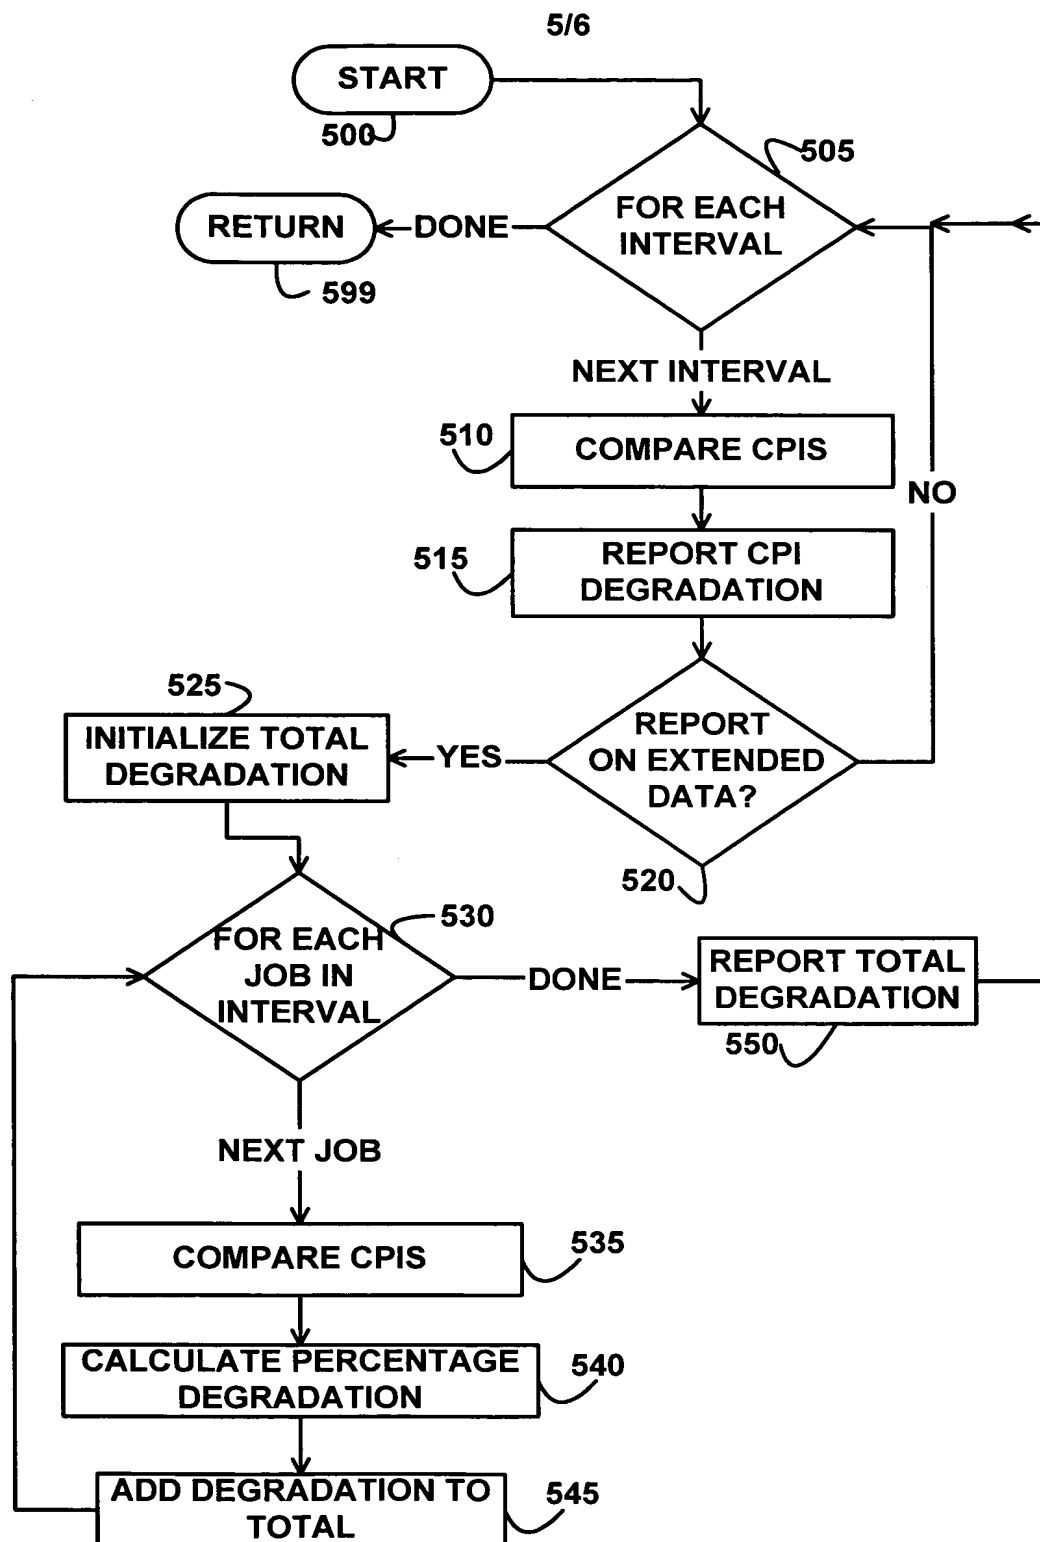 5/6
START
500
505
FOR EACH
INTERVAL
RETURN
DONE
599
NEXT INTERVAL
510
COMPARE CPIS
NO
515
REPORT CPI
DEGRADATION
525
INITIALIZE TOTAL
DEGRADATION
YES
REPORT
ON EXTENDED
DATA?
520
530
FOR EACH
JOB IN
INTERVAL
DONE
REPORT TOTAL
DEGRADATION
550
NEXT JOB
COMPARE CPIS
535
CALCULATE PERCENTAGE
DEGRADATION
540
ADD DEGRADATION TO
TOTAL
545